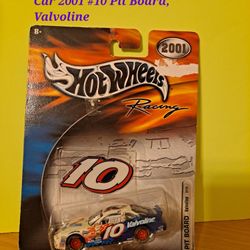 Car 2001 #10 Pit Board,
Valvoline
8+
2001
HOT WHEELS
Racing
10
Valvoline
10
PIT BOARD